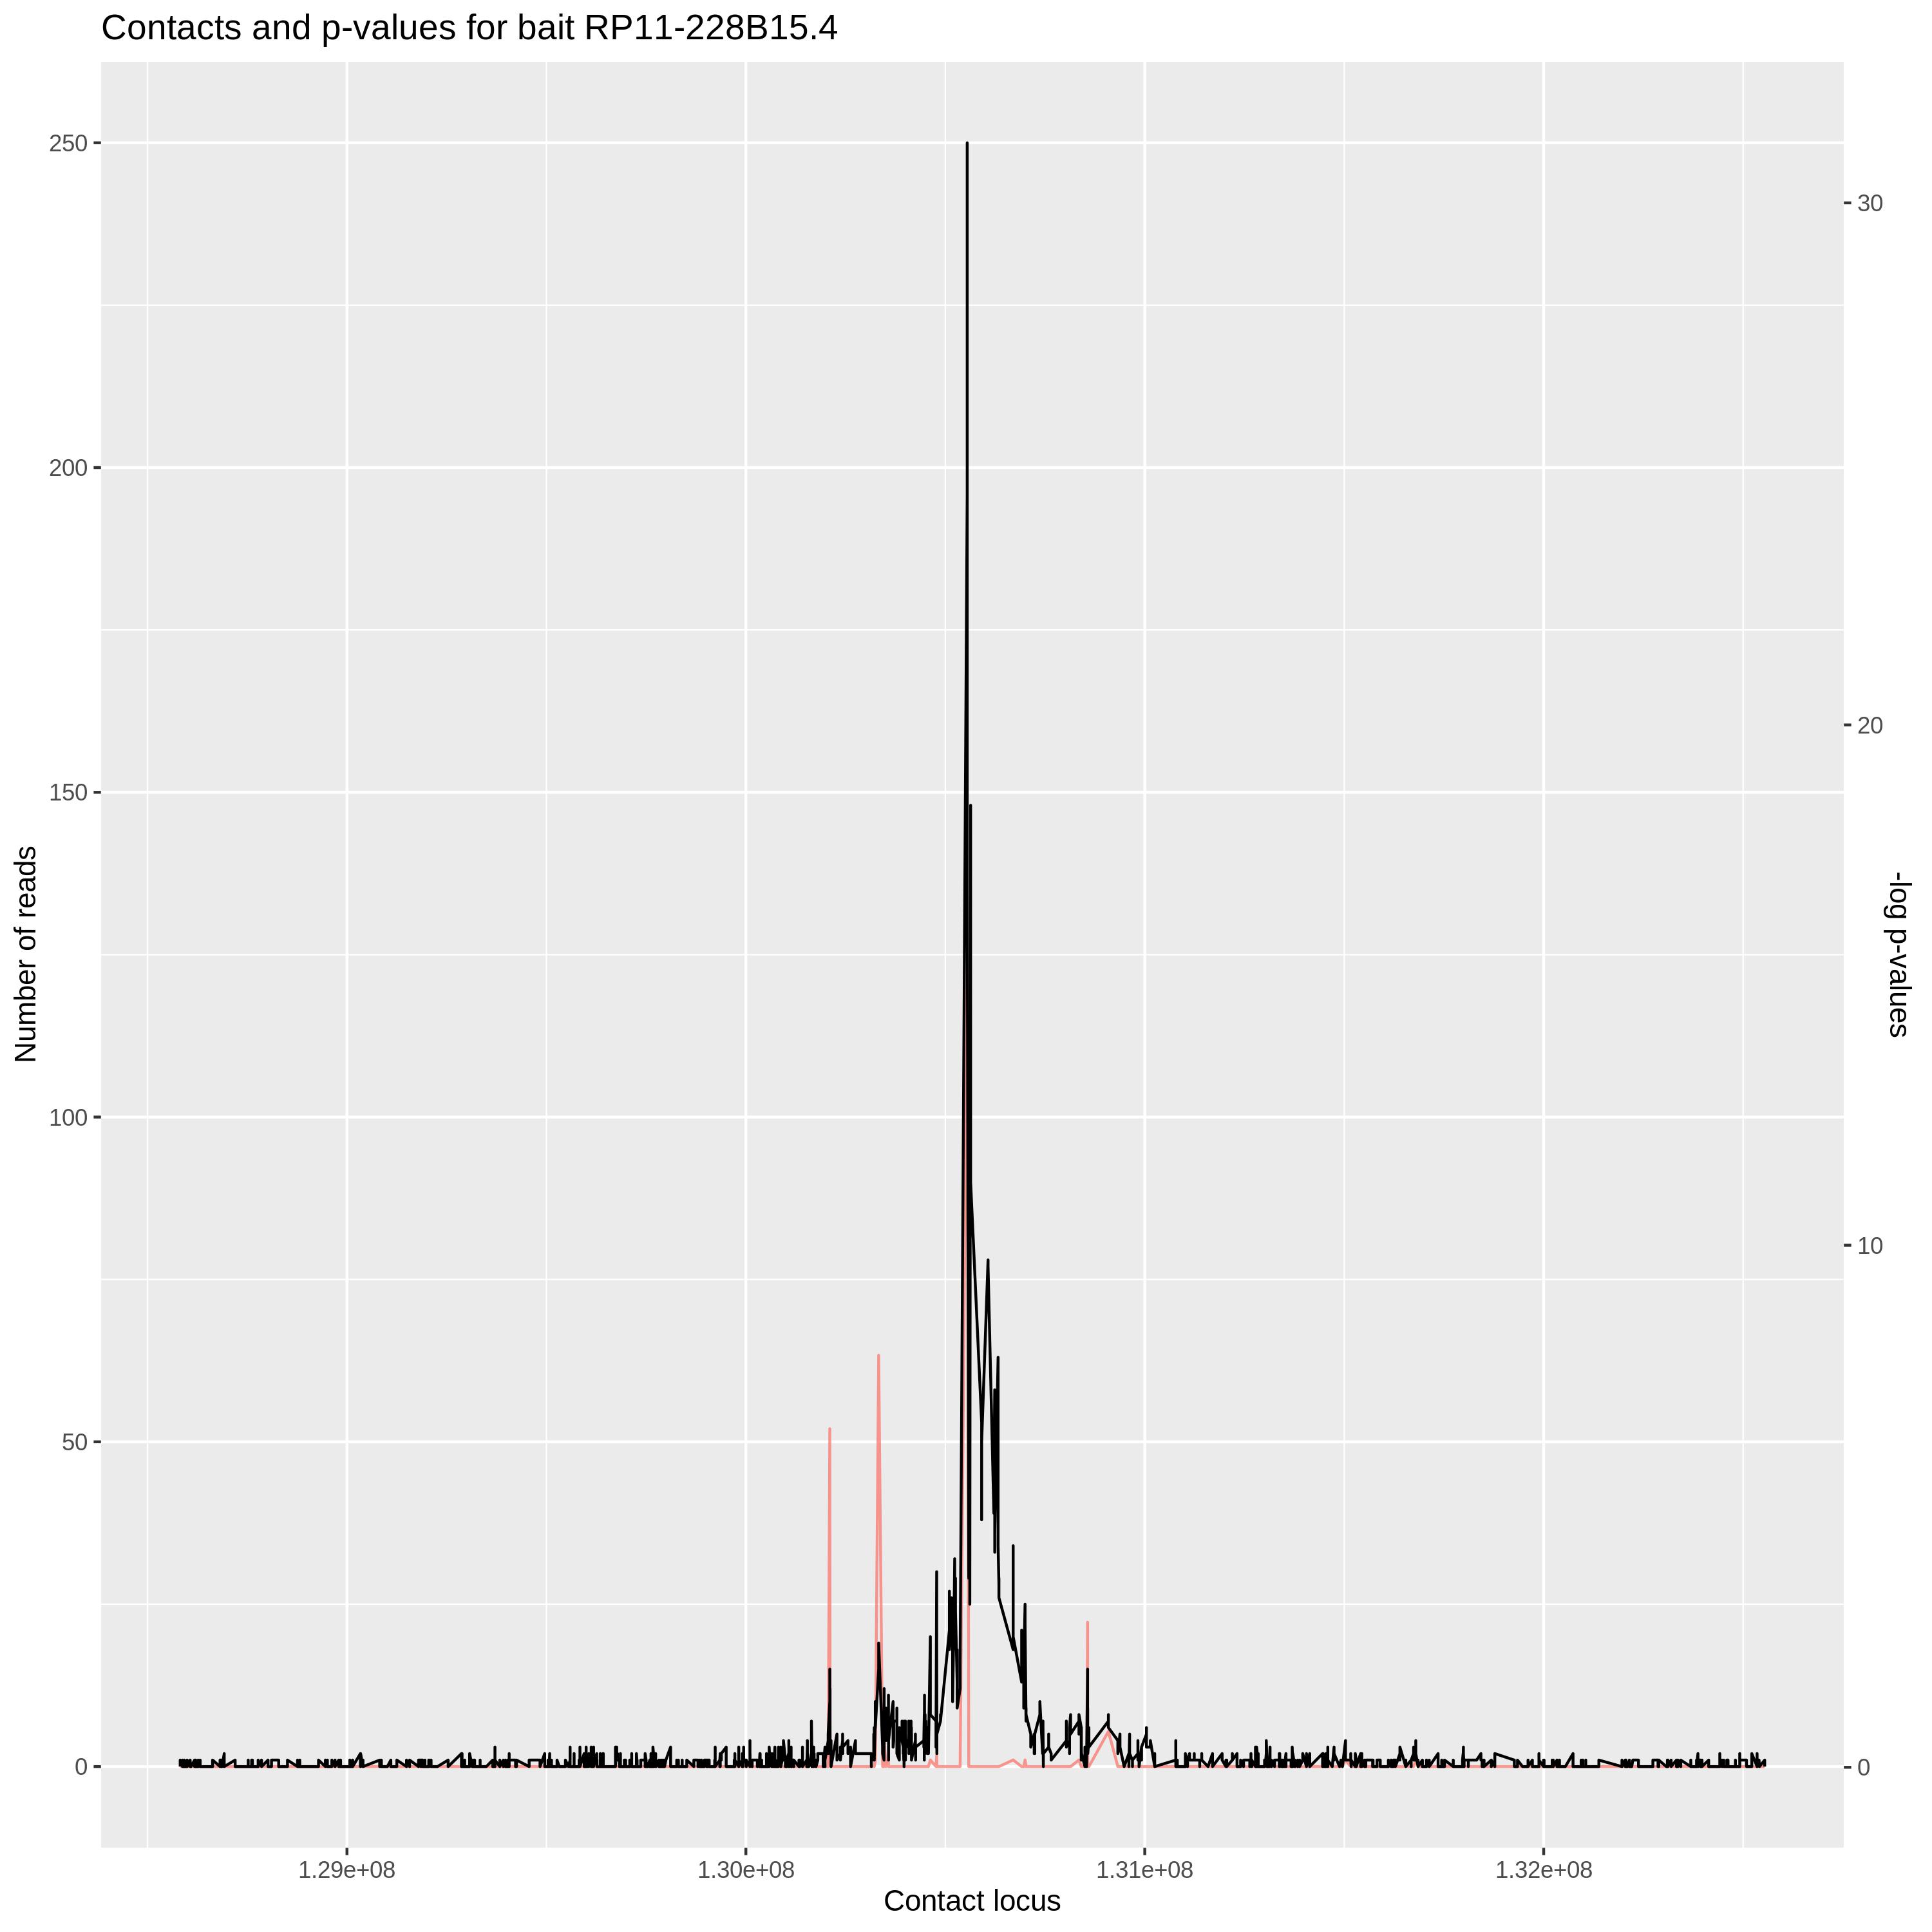 Contacts and p-values for bait RP11-228B15.4
250
200
150
100
50
0
Number of reads
30
20
10
0
-log p-values
1.29e+08 1.30e+08 1.31e+08 1.32e+08
Contact locus